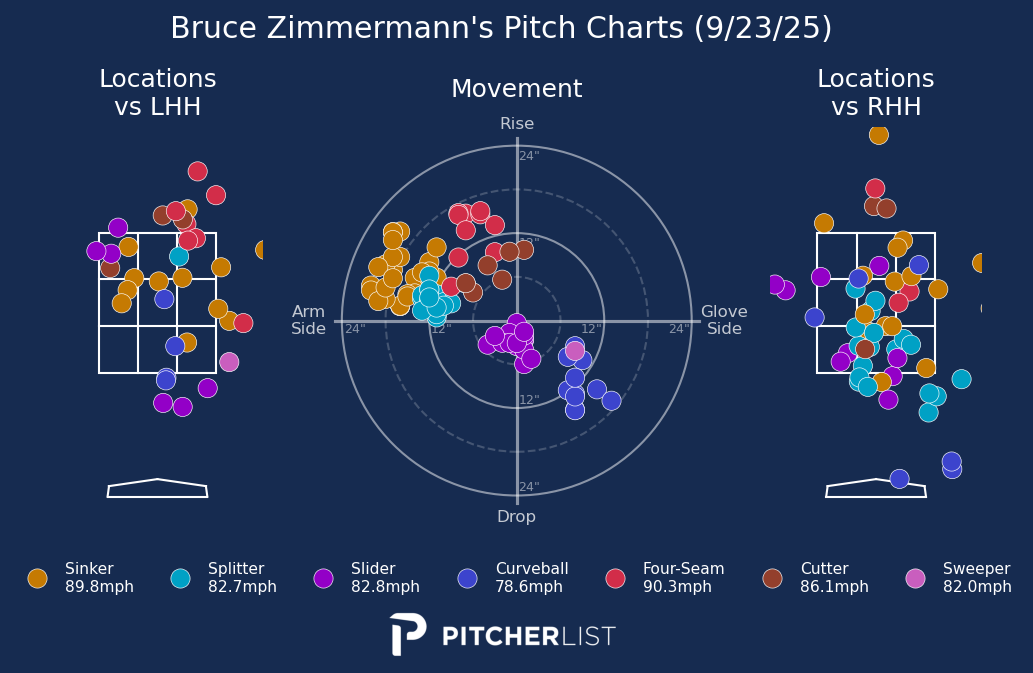 Bruce Zimmermann's Pitch Charts (9/23/25)
Locations
vs LHH
Movement
Locations
vs RHH
Rise
24"
12"
Arm
Side
24"
12"
12"
24"
Glove
Side
12"
24"
Drop
Sinker
89.8mph
Splitter
82.7mph
Slider
82.8mph
Curveball
78.6mph
Four-Seam
90.3mph
Cutter
86.1mph
Sweeper
82.0mph
PITCHERLIST